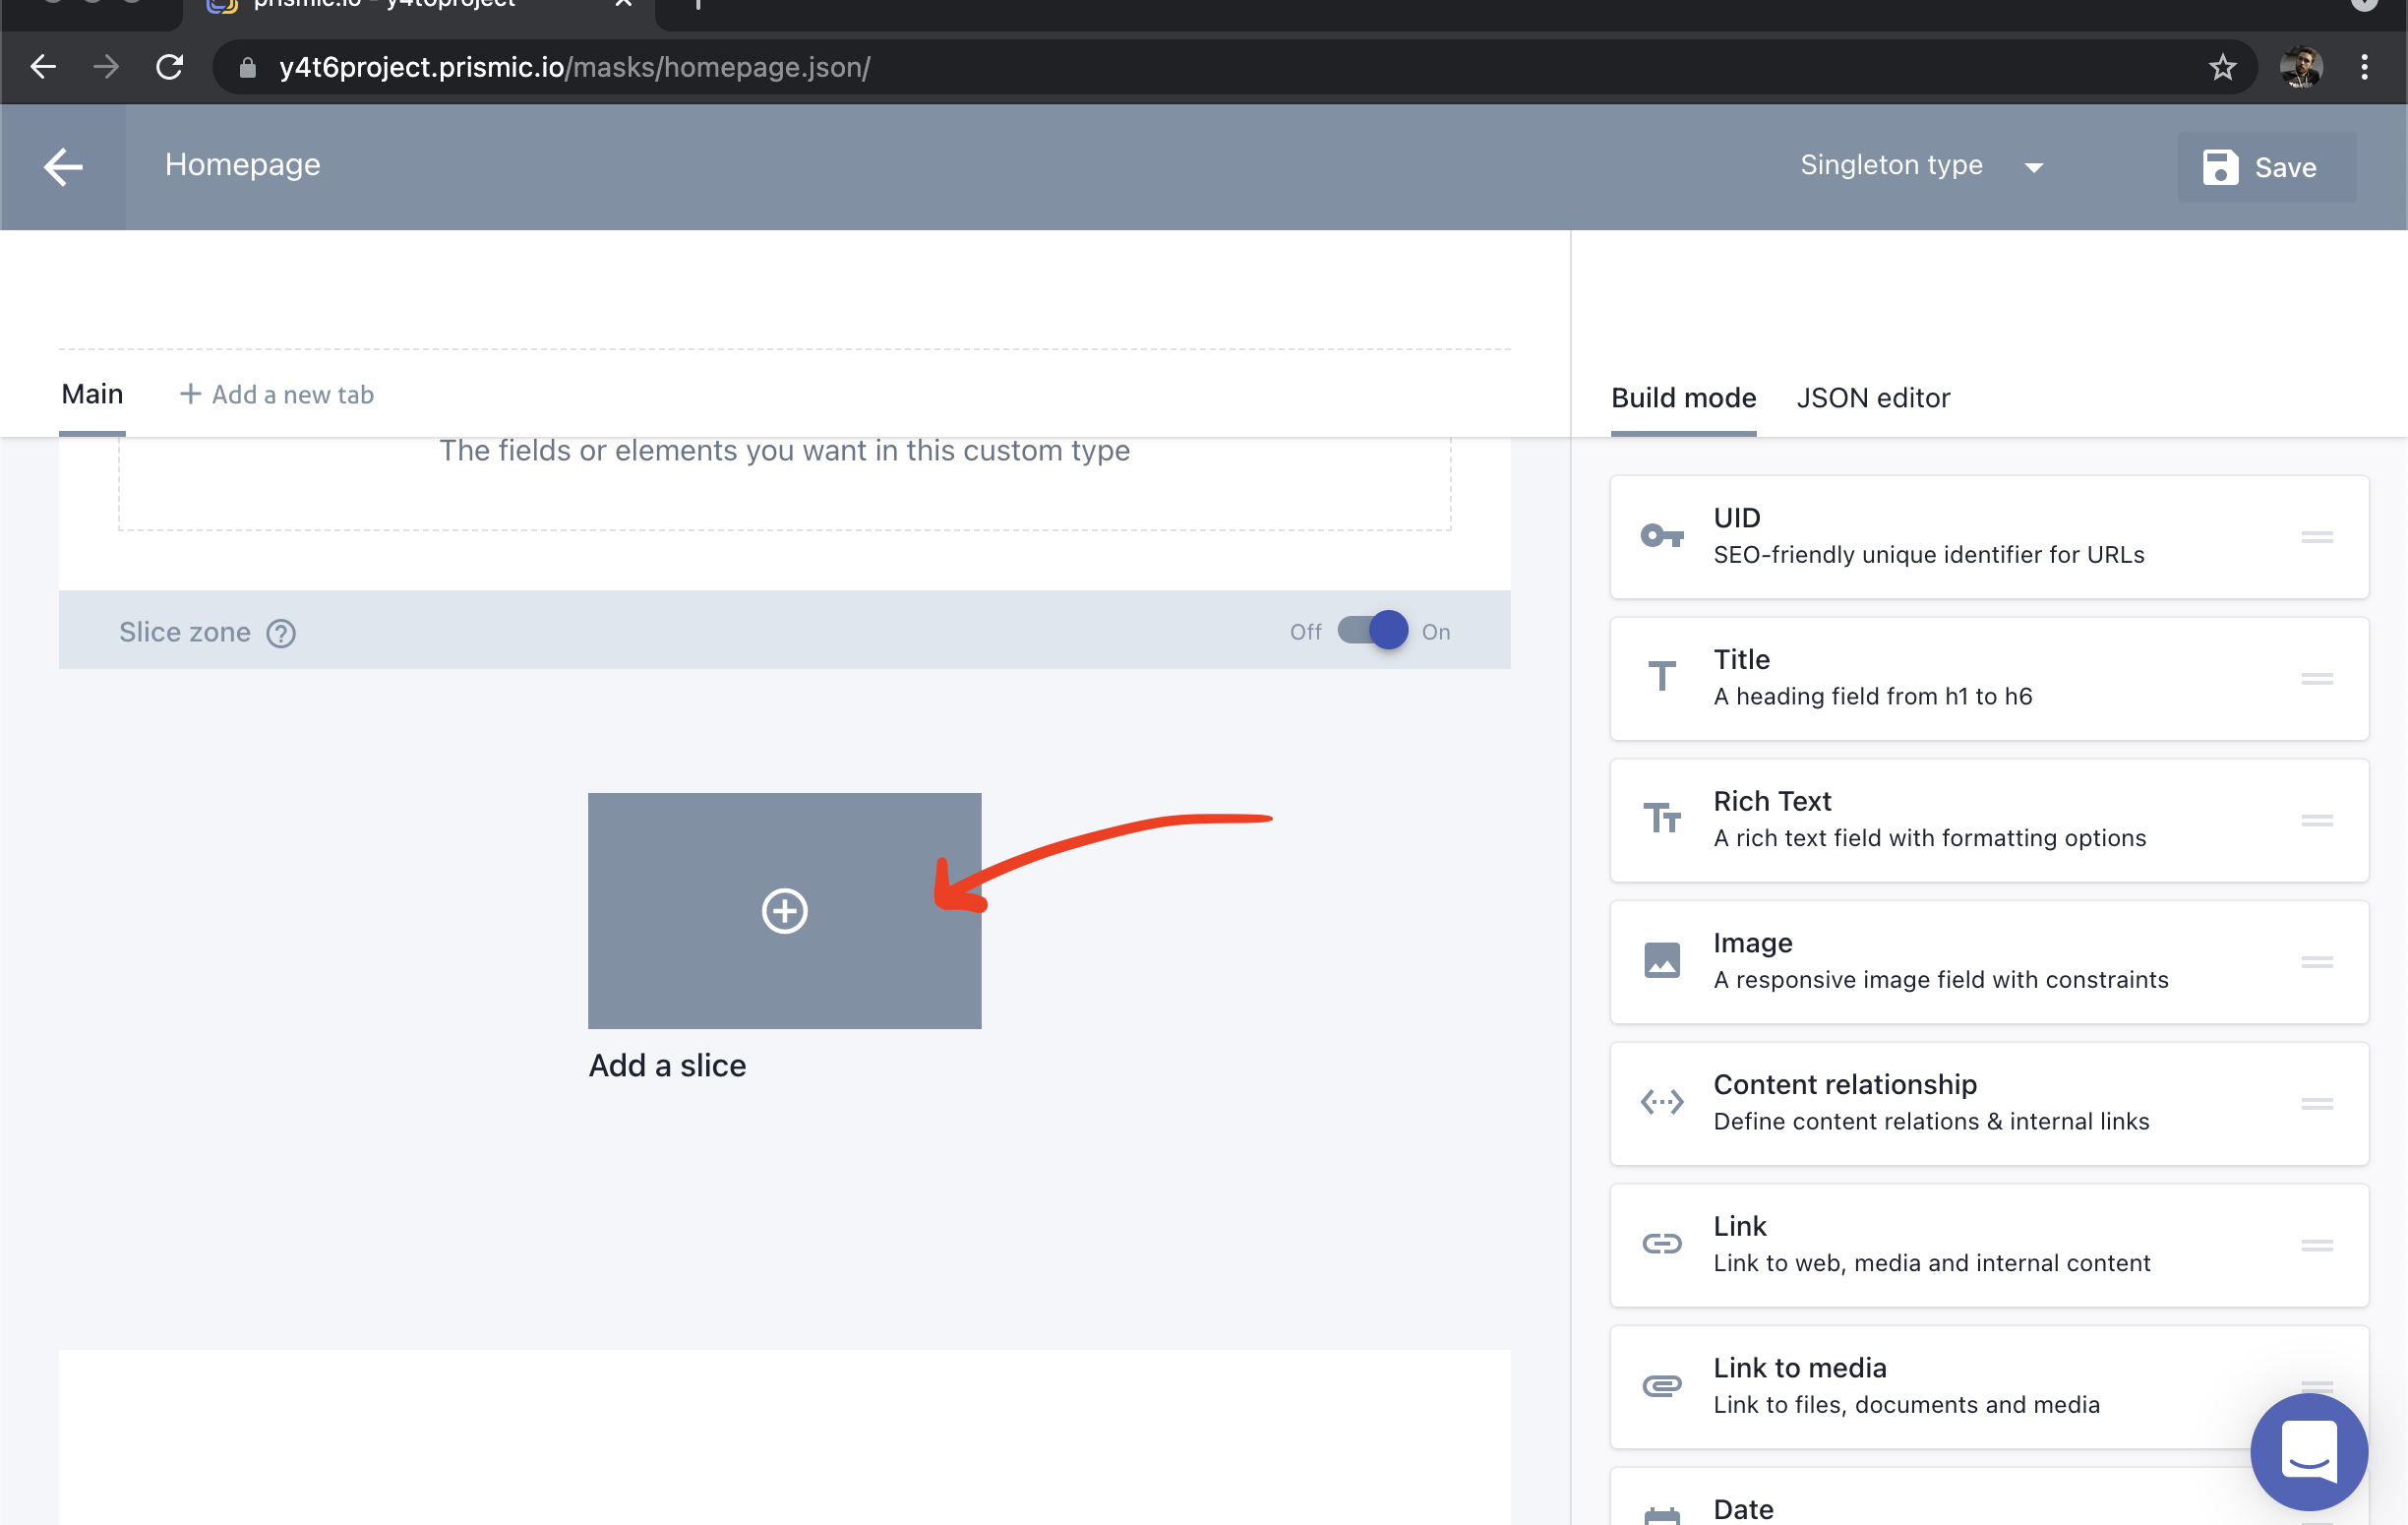 prismic.io - y4t6project
y4t6project.prismic.io/masks/homepage.json/
Homepage
Singleton type
Save
Main
+ Add a new tab
Build mode
JSON editor
The fields or elements you want in this custom type
Slice zone ?
Off
On
Add a slice
UID
SEO-friendly unique identifier for URLs
Title
A heading field from h1 to h6
Rich Text
A rich text field with formatting options
Image
A responsive image field with constraints
Content relationship
Define content relations & internal links
Link
Link to web, media and internal content
Link to media
Link to files, documents and media
Date